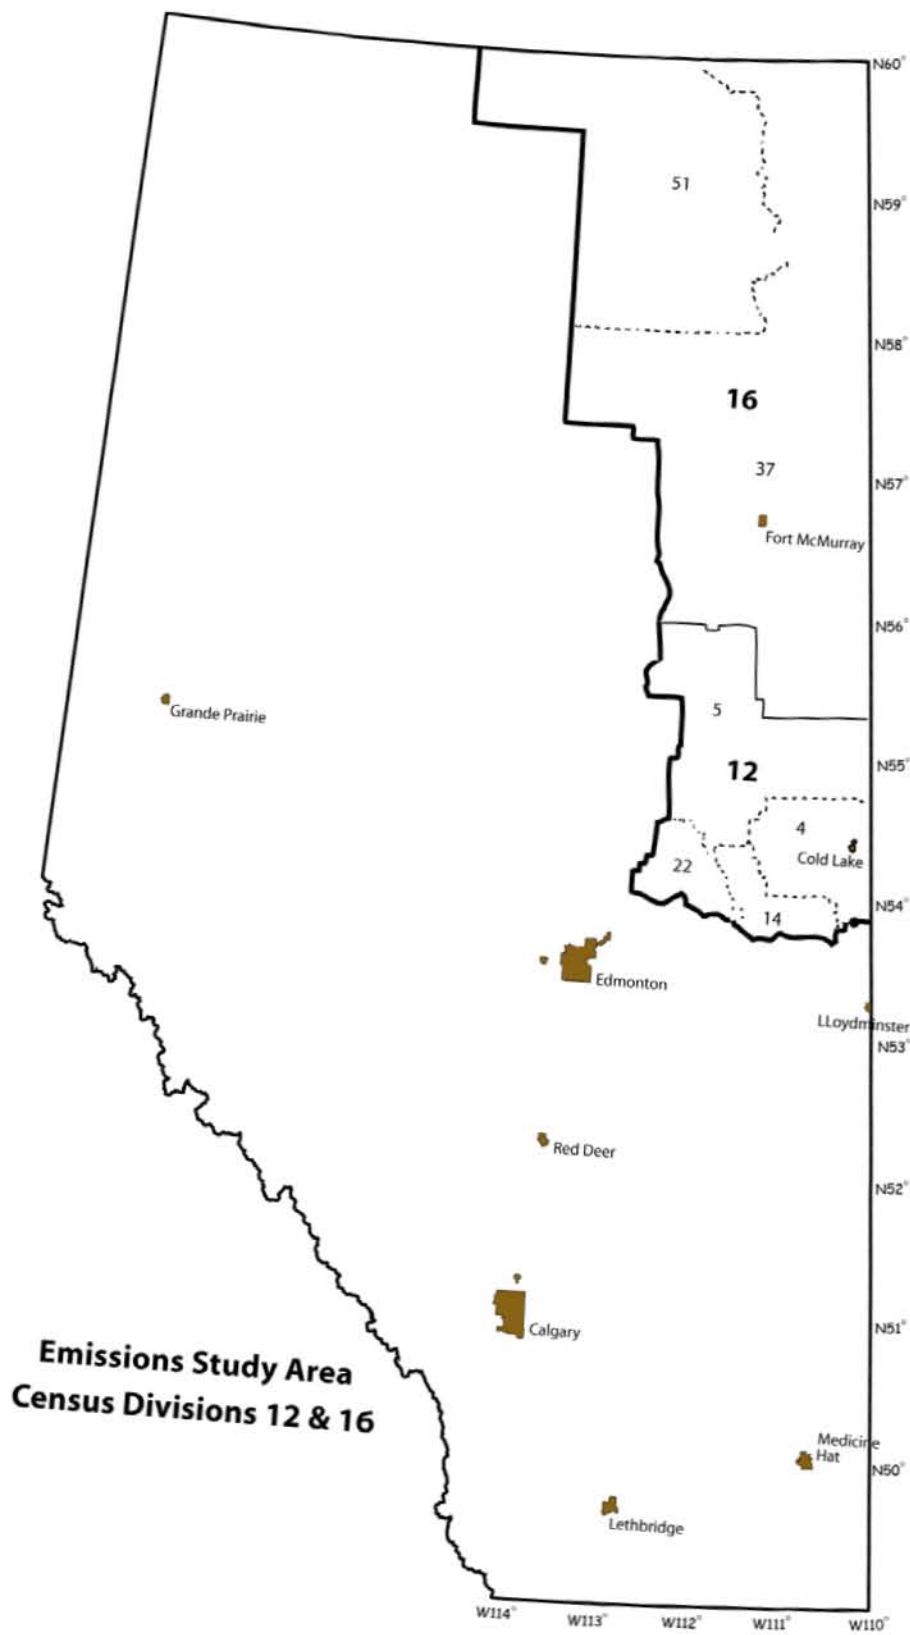 N60°
51
N59°
N58°
16
37
N57°
Fort McMurray
N56°
5
Grande Prairie
12
N55°
4
Cold Lake
22
N54°
14
Edmonton
LLoydminster
N53°
Red Deer
N52°
Calgary
N51°
Emissions Study Area
Census Divisions 12 & 16
Medicine
Hat
N50°
Lethbridge
W114° W113° W112° W111° W110°